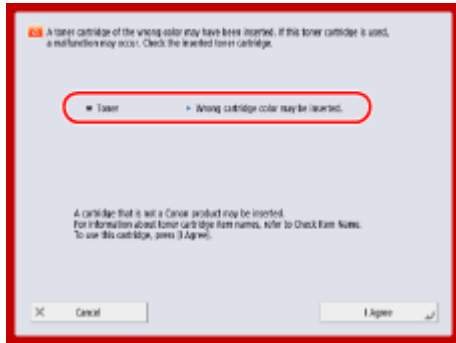 A toner cartridge of the wrong color may have been inserted. If this toner cartridge is used,
a malfunction may occur. Check the inserted toner cartridge.
Toner
Wrong cartridge color may be inserted.
A cartridge that is not a Canon product may be inserted.
For information about toner cartridge item names, refer to Check Item Name.
To use this cartridge, press [I Agree].
Cancel
I Agree